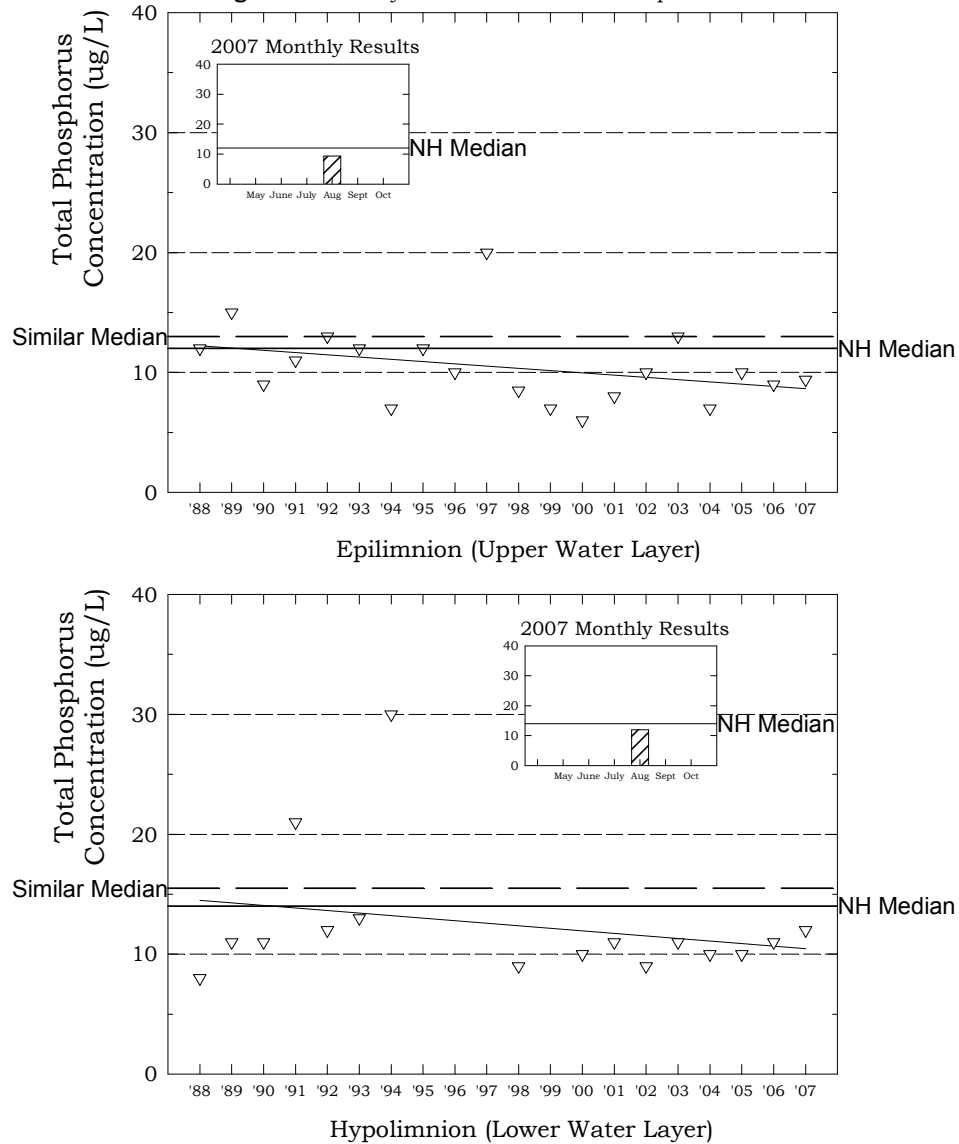 40
2007 Monthly Results
40
30
20
10
0
NH Median
May June July Aug Sept Oct
Total Phosphorus
Concentration (ug/L)
30
20
Similar Median
NH Median
10
0
'88 '89 '90 '91 '92 '93 '94 '95 '96 '97 '98 '99 '00 '01 '02 '03 '04 '05 '06 '07
Epilimnion (Upper Water Layer)
40
2007 Monthly Results
40
30
20
10
0
NH Median
May June July Aug Sept Oct
Total Phosphorus
Concentration (ug/L)
30
20
Similar Median
NH Median
10
0
'88 '89 '90 '91 '92 '93 '94 '95 '96 '97 '98 '99 '00 '01 '02 '03 '04 '05 '06 '07
Hypolimnion (Lower Water Layer)